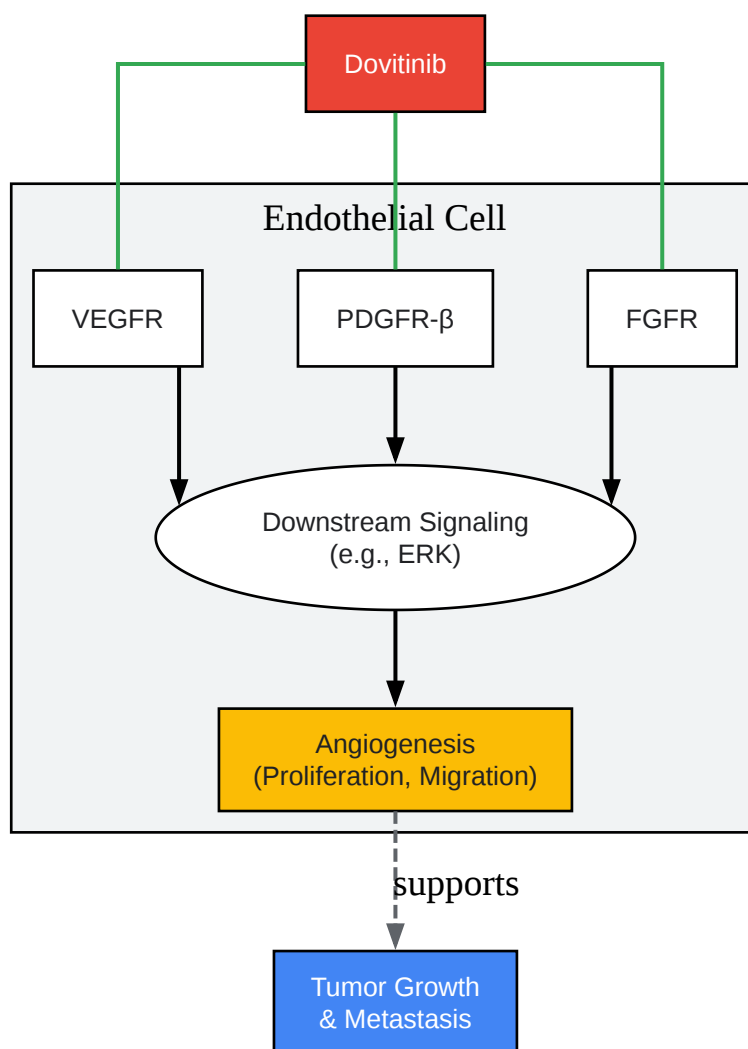 Dovitinib
Endothelial Cell
VEGFR
PDGFR-β
FGFR
Downstream Signaling
(e.g., ERK)
Angiogenesis
(Proliferation, Migration)
supports
Tumor Growth
& Metastasis